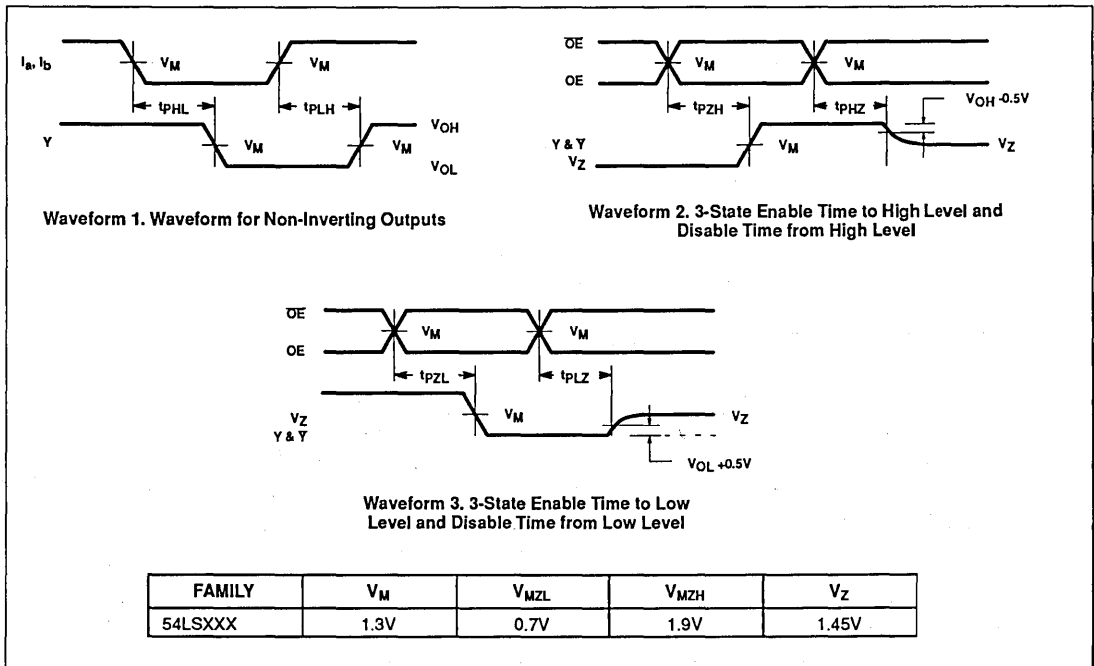 Ia, Ib
VM
VM
tPHL
tPLH
Y
VM
VM
VOH
VOL
Waveform 1. Waveform for Non-Inverting Outputs
O̅E̅
OE
VM
VM
tPZH
tPHZ
VOH -0.5V
Y & Y̅
VZ
VM
VZ
Waveform 2. 3-State Enable Time to High Level and
Disable Time from High Level
O̅E̅
OE
VM
VM
tPZL
tPLZ
VZ
Y & Y̅
VM
VZ
VOL +0.5V
Waveform 3. 3-State Enable Time to Low
Level and Disable Time from Low Level
FAMILY VM VMZL VMZH VZ
54LSXXX 1.3V 0.7V 1.9V 1.45V